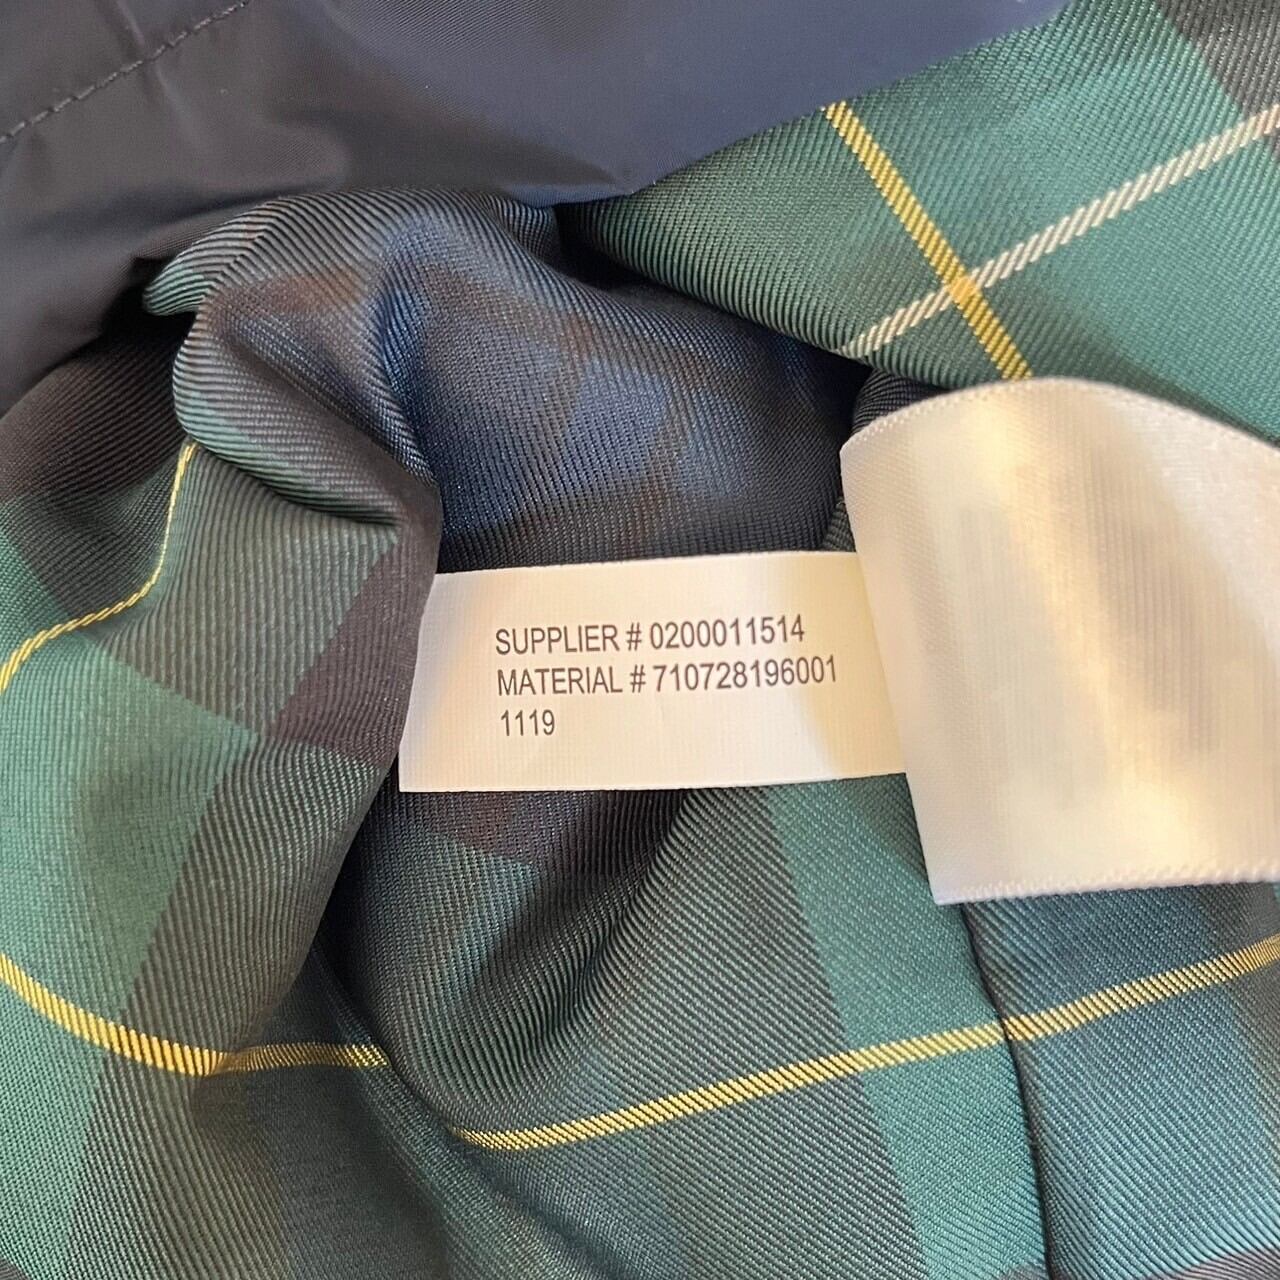 SUPPLIER # 0200011514
MATERIAL # 710728196001
1119